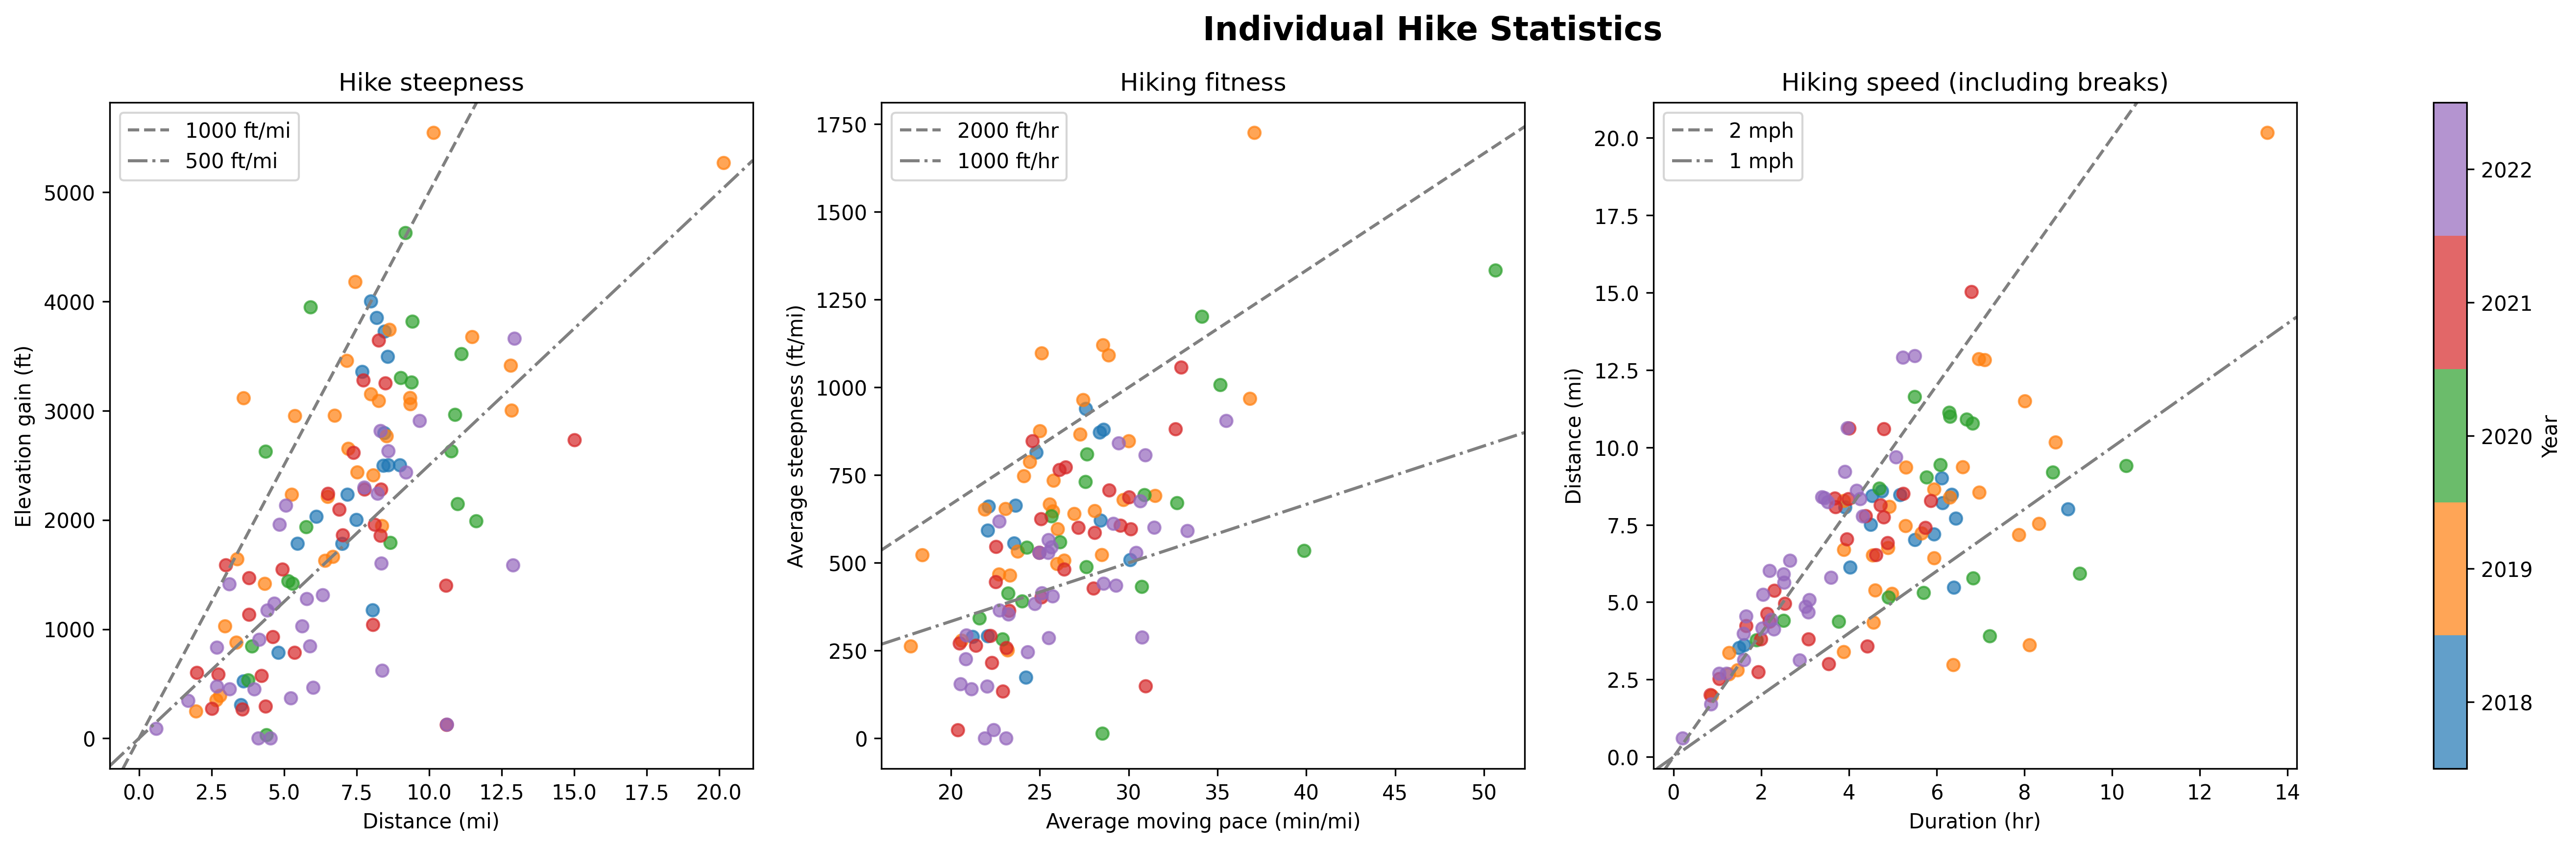 Individual Hike Statistics
Hike steepness
1000 ft/mi
500 ft/mi
5000
4000
3000
2000
1000
0
Elevation gain (ft)
0.0 2.5 5.0 7.5 10.0 12.5 15.0 17.5 20.0
Distance (mi)
Hiking fitness
2000 ft/hr
1000 ft/hr
1750
1500
1250
1000
750
500
250
0
Average steepness (ft/mi)
20 25 30 35 40 45 50
Average moving pace (min/mi)
Hiking speed (including breaks)
2 mph
1 mph
20.0
17.5
15.0
12.5
10.0
7.5
5.0
2.5
0.0
Distance (mi)
0 2 4 6 8 10 12 14
Duration (hr)
2022
2021
2020
2019
2018
Year